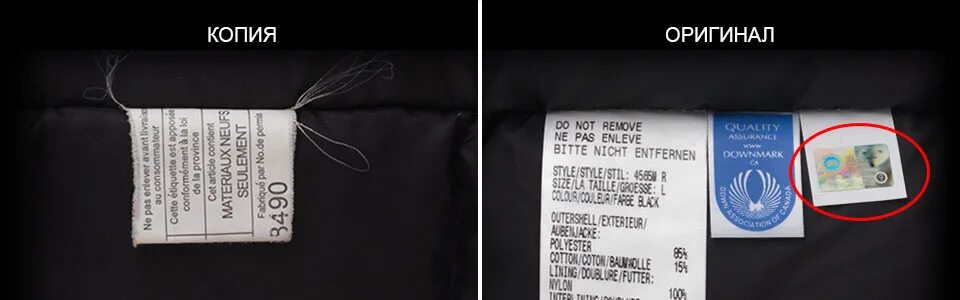 КОПИЯ
Ne pas enlever avant livraison
au consommateur
Cette étiquette est apposée
conformément à la loi
de la province
Cet article contient
MATERIAUX NEUFS
SEULEMENT
Fabriqué par No.de permis
8490
ОРИГИНАЛ
DO NOT REMOVE
NE PAS ENLEVE
BITTE NICHT ENTFERNEN
STYLE/STYLE/STIL: 4565M R
SIZE/LA TAILLE/GROESSE: L
COLOUR/COULEUR/FARBE BLACK
OUTERSHELL/EXTERIEUR/
AUBENJACKE:
POLYESTER 85%
COTTON/COTON/BAUMWOLLE 15%
LINING/DOUBLURE/FUTTER:
NYLON 100%
INTERLINING/DOUBLURE
QUALITY
ASSURANCE
www
DOWNMARK
CA
DOWN ASSOCIATION OF CANADA